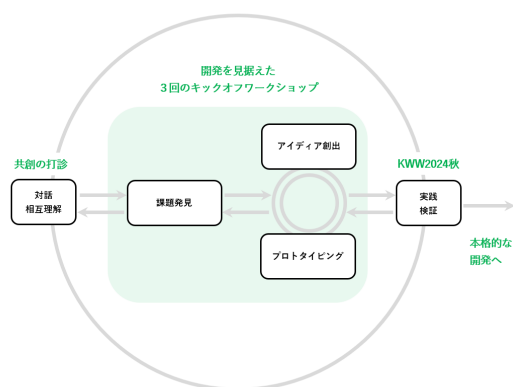 開発を見据えた
３回のキックオフワークショップ
アイディア創出
共創の打診
KWW2024秋
対話
相互理解
課題発見
実践
検証
本格的な
開発へ
プロトタイピング